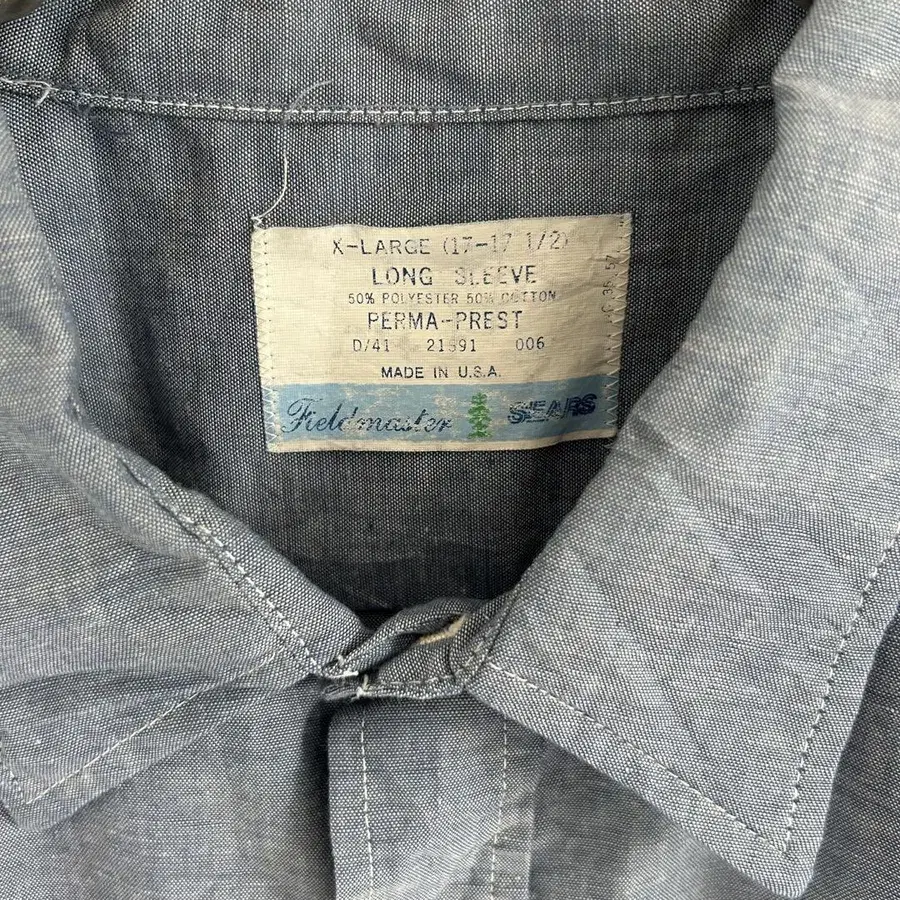 X-LARGE (17-17 1/2)
LONG SLEEVE
50% POLYESTER 50% COTTON
PERMA-PREST
D/41 21991 006
MADE IN U.S.A.
Fieldmaster SEARS